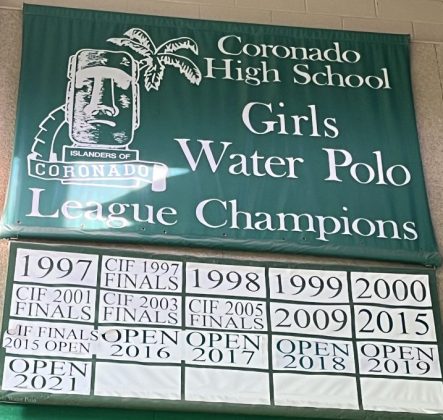 Coronado
High School
Girls
Water Polo
League Champions
ISLANDERS OF
CORONADO
1997
CIF 1997
FINALS
1998
1999
2000
CIF 2001
FINALS
CIF 2003
FINALS
CIF 2005
FINALS
2009
2015
CIF FINALS
2015 OPEN
OPEN
2016
OPEN
2017
OPEN
2018
OPEN
2019
OPEN
2021
Water Polo